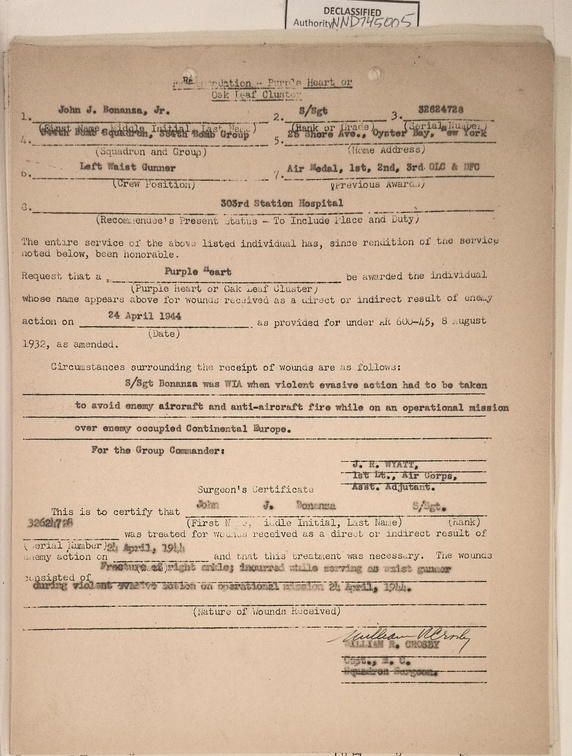 DECLASSIFIED
Authority NND745005
Recommendation - Purple Heart or
Oak Leaf Cluster
1. John J. Bonanza, Jr. 2. S/Sgt 3. 32624728
(First Name, Middle Initial, Last Name) (Rank or Grade) (Serial Number)
4. Bomb Squadron, Bomb Group 5. 25 Shore Ave., Oyster Bay, New York
(Squadron and Group) (Home Address)
6. Left Waist Gunner 7. Air Medal, 1st, 2nd, 3rd OLC & DFC
(Crew Position) (Previous Awards)
8. 303rd Station Hospital
(Recommendee's Present Status - To Include Place and Duty)
The entire service of the above listed individual has, since rendition of the service
noted below, been honorable.
Request that a Purple Heart be awarded the individual
(Purple Heart or Oak Leaf Cluster)
whose name appears above for wounds received as a direct or indirect result of enemy
action on 24 April 1944 as provided for under AR 600-45, 8 August
(Date)
1932, as amended.
Circumstances surrounding the receipt of wounds are as follows:
S/Sgt Bonanza was WIA when violent evasive action had to be taken
to avoid enemy aircraft and anti-aircraft fire while on an operational mission
over enemy occupied Continental Europe.
For the Group Commander:
J. R. WYATT,
1st Lt., Air Corps,
Asst. Adjutant.
Surgeon's Certificate
This is to certify that John J. Bonanza S/Sgt.
32624728 (First Name, Middle Initial, Last Name) (Rank)
was treated for wounds received as a direct or indirect result of
(Serial Number)
enemy action on 24 April, 1944 and that this treatment was necessary. The wounds
consisted of Fracture right ankle; incurred while serving as waist gunner
during violent evasive action on operational mission 24 April, 1944.
(Nature of Wounds Received)
William R Crosby
WILLIAM R. CROSBY
Capt., M. C.
Squadron Surgeon.